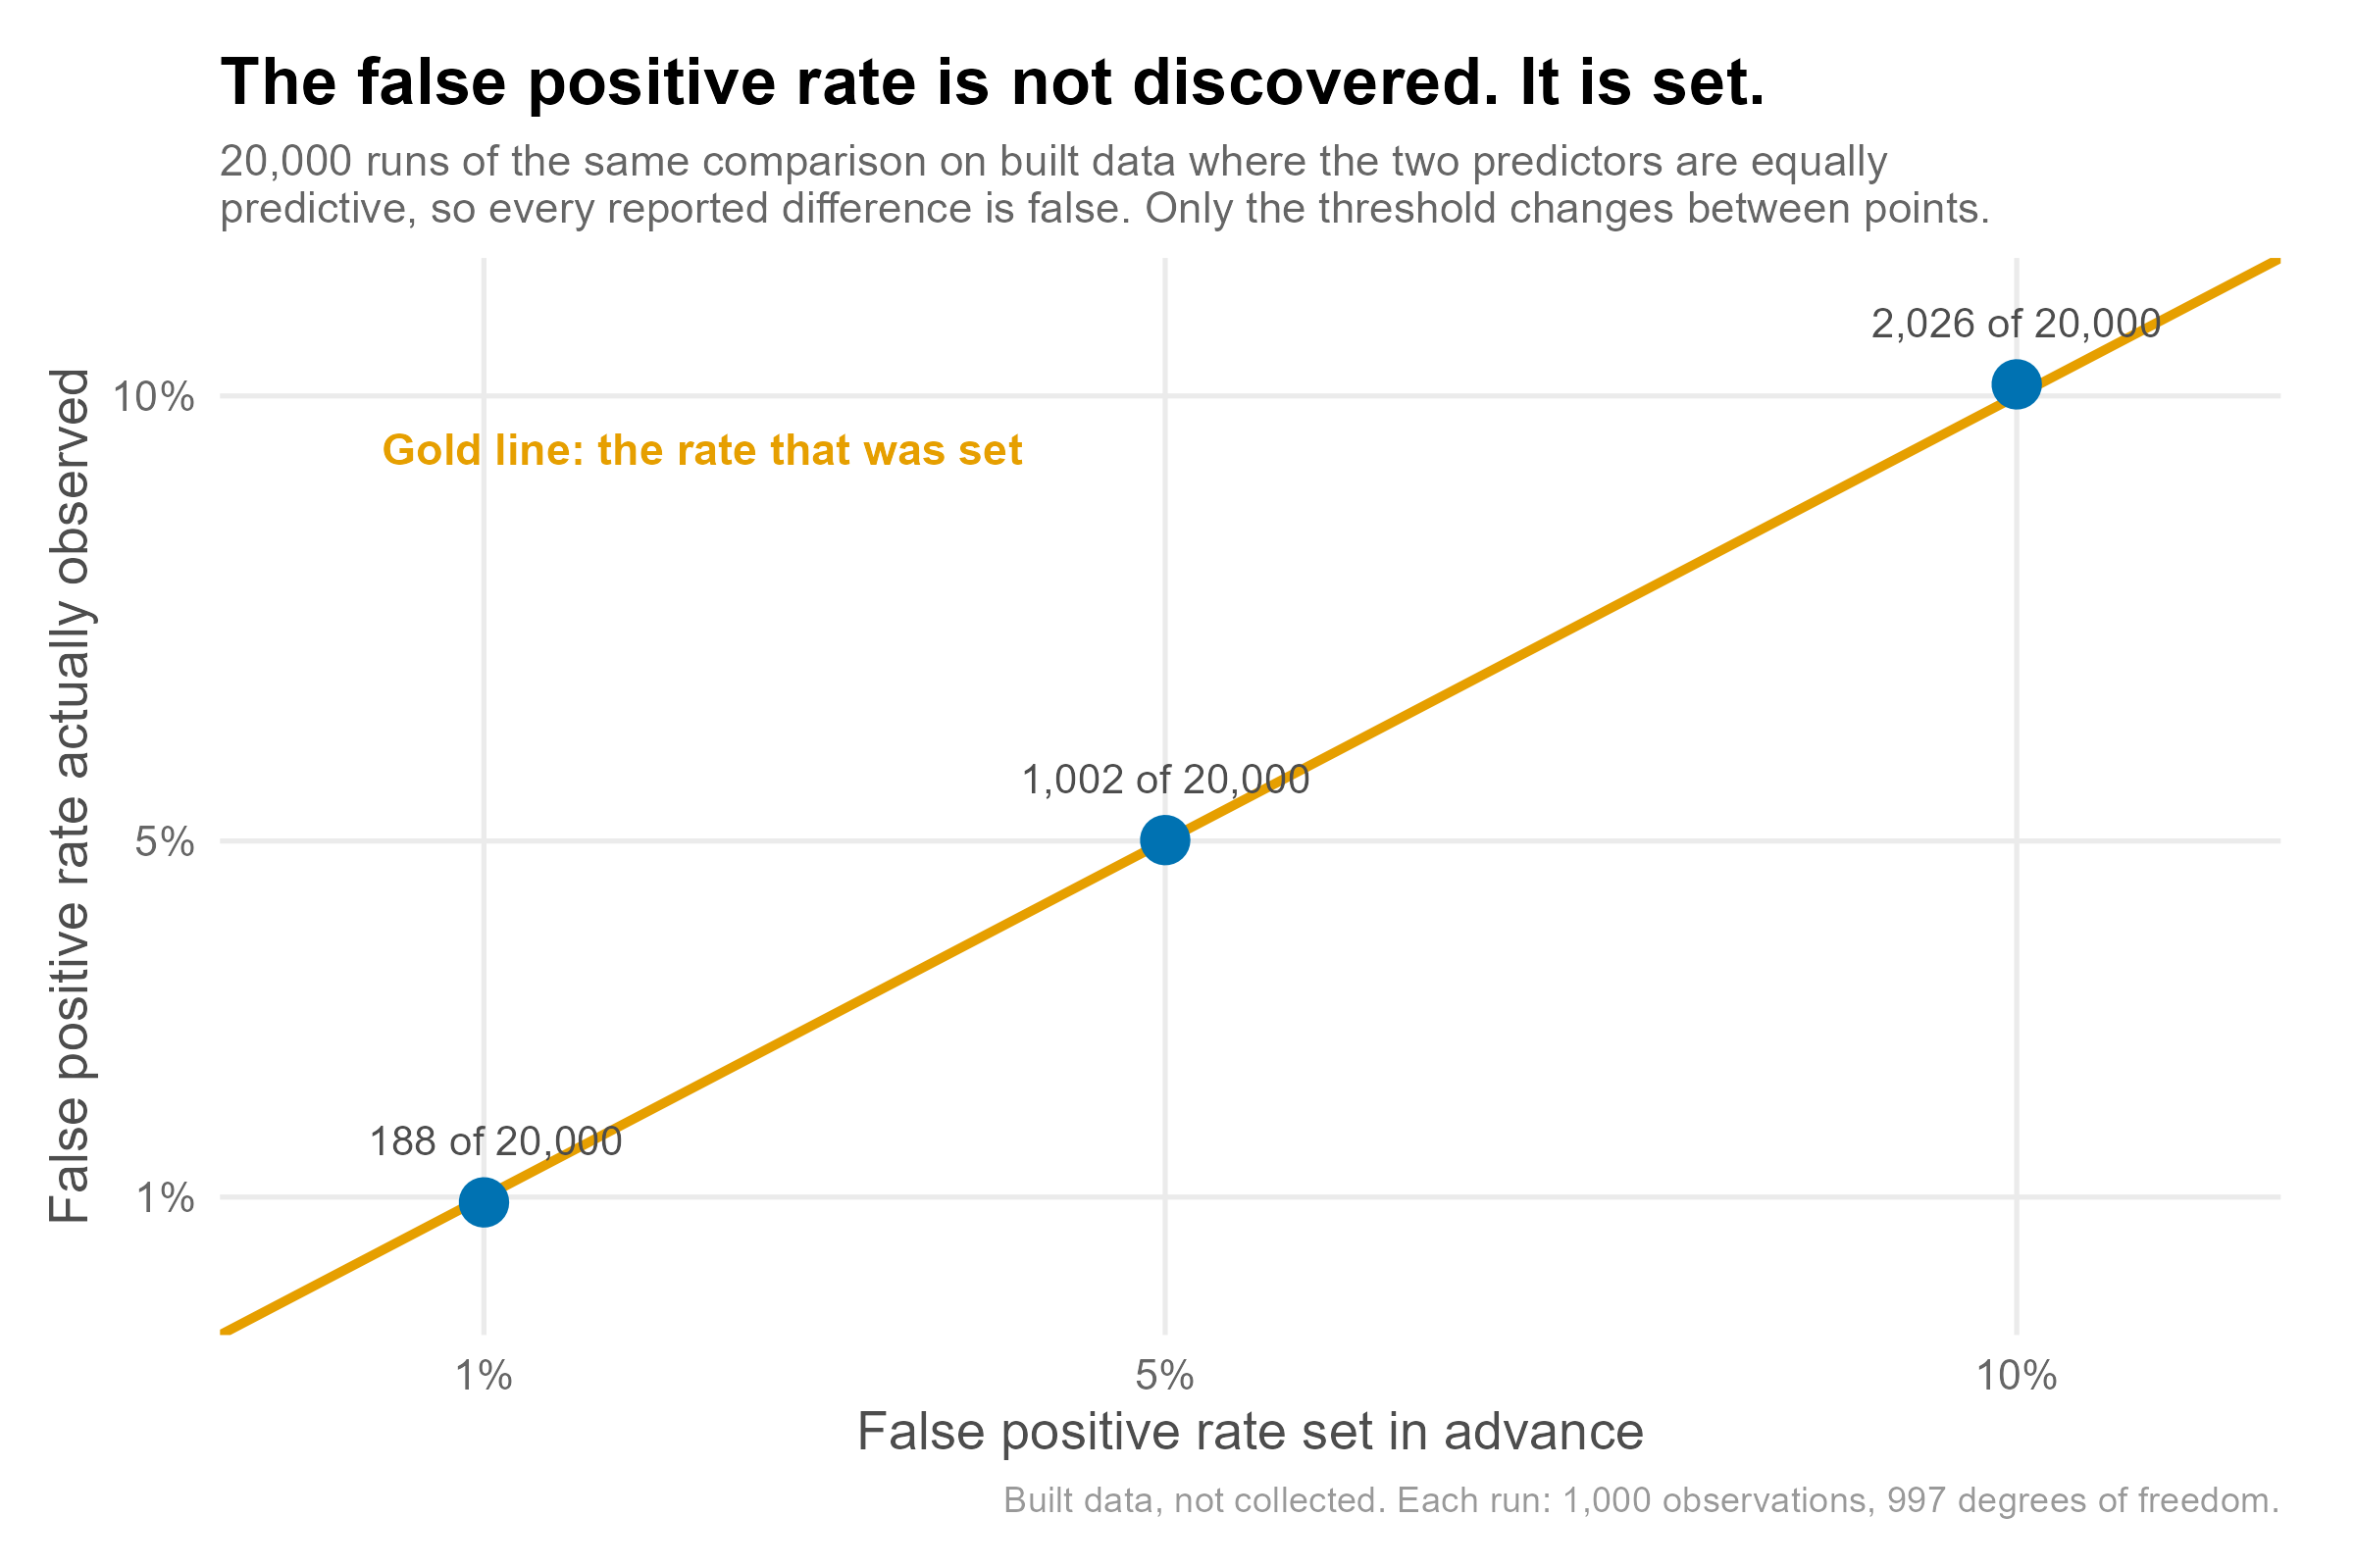 The false positive rate is not discovered. It is set.
20,000 runs of the same comparison on built data where the two predictors are equally
predictive, so every reported difference is false. Only the threshold changes between points.
False positive rate actually observed
10%
5%
1%
2,026 of 20,000
Gold line: the rate that was set
1,002 of 20,000
188 of 20,000
1%
5%
10%
False positive rate set in advance
Built data, not collected. Each run: 1,000 observations, 997 degrees of freedom.